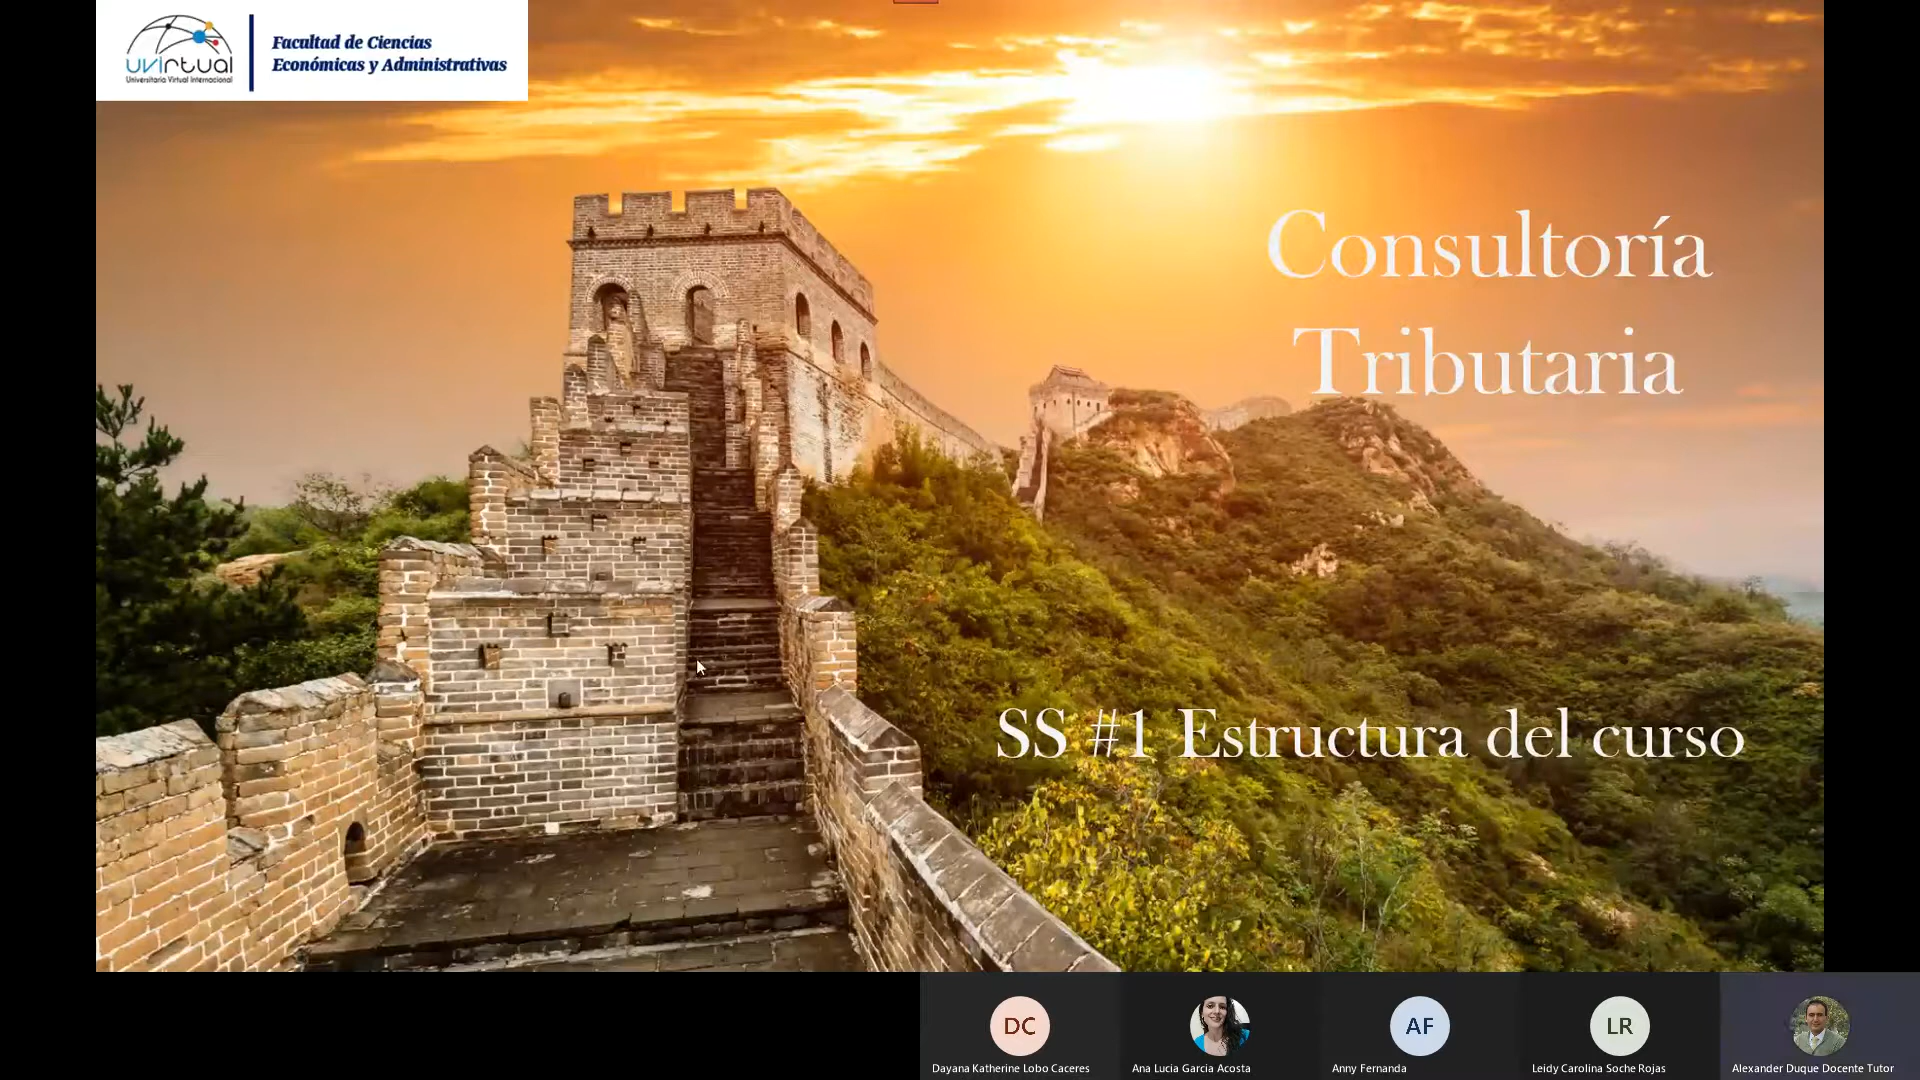 uvirtual
Universitaria Virtual Internacional
Facultad de Ciencias
Económicas y Administrativas
Consultoría
Tributaria
SS #1 Estructura del curso
DC
AF
LR
Dayana Katherine Lobo Caceres
Ana Lucia Garcia Acosta
Anny Fernanda
Leidy Carolina Soche Rojas
Alexander Duque Docente Tutor